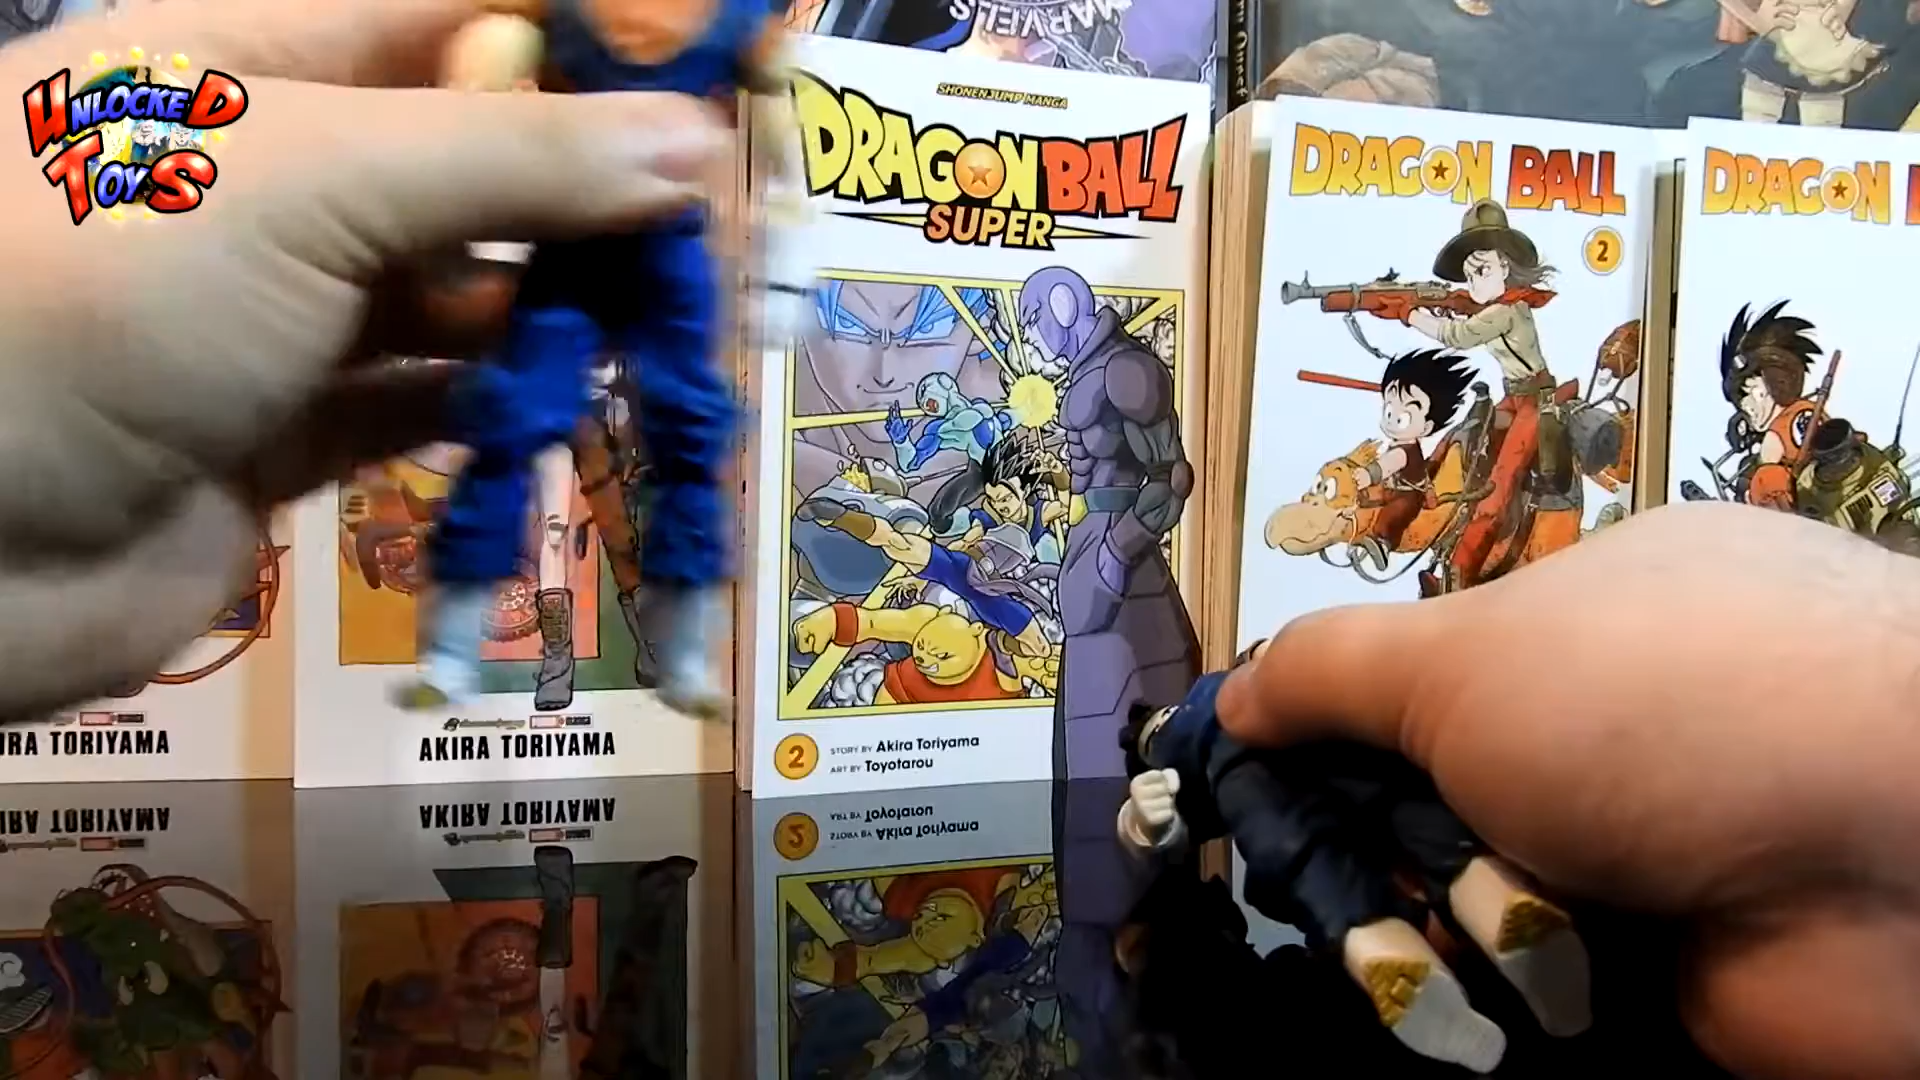 UNLOCKED
TOYS
MARVELS
SHONEN JUMP MANGA
DRAGON BALL
SUPER
DRAGON BALL
2
DRAGON
AKIRA TORIYAMA
2
STORY BY Akira Toriyama
ART BY Toyotarou
RA TORIYAMA